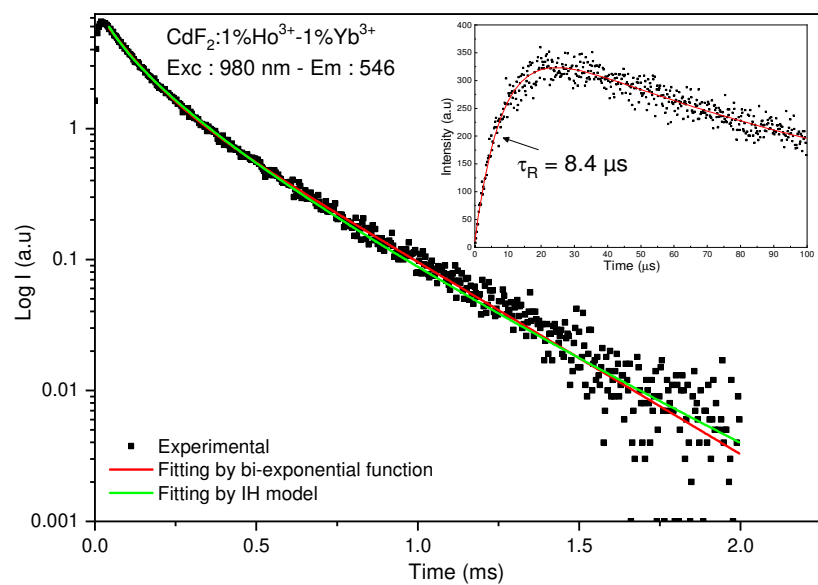 CdF₂:1%Ho³⁺-1%Yb³⁺
Exc : 980 nm - Em : 546
Log I (a.u)
1
0.1
0.01
0.001
0.0
0.5
1.0
1.5
2.0
Time (ms)
Experimental
Fitting by bi-exponential function
Fitting by IH model
Intensity (a.u)
400
350
300
250
200
150
100
50
0
τR = 8.4 μs
0 10 20 30 40 50 60 70 80 90 100
Time (μs)